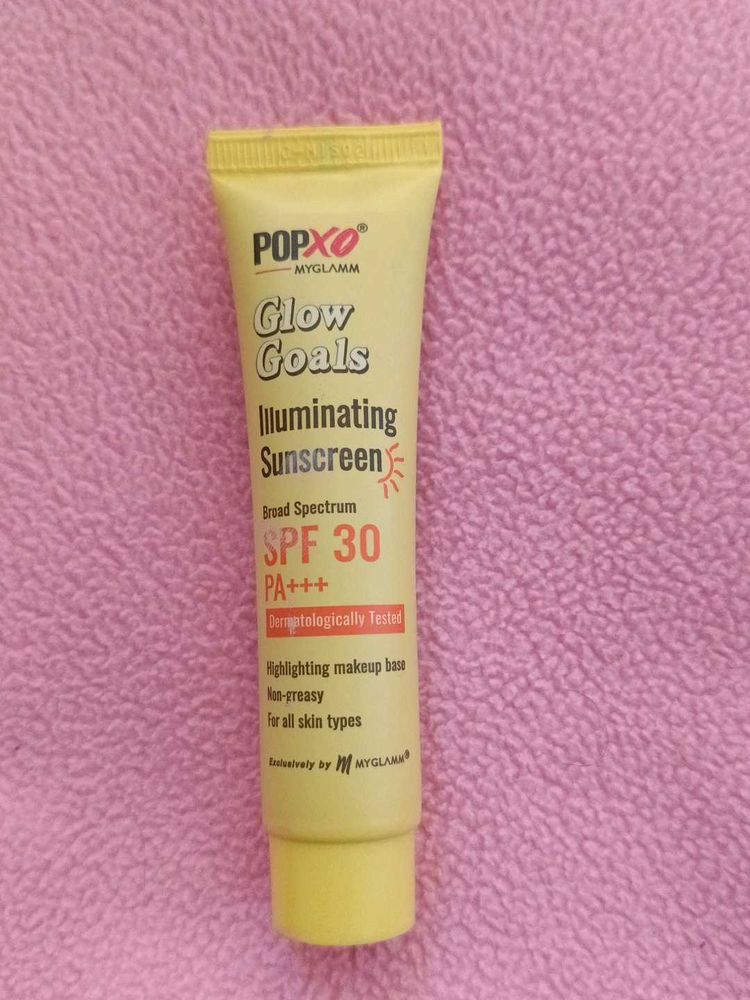 POPXO®
MYGLAMM
Glow
Goals
Illuminating
Sunscreen
Broad Spectrum
SPF 30
PA+++
Dermatologically Tested
Highlighting makeup base
Non-greasy
For all skin types
Exclusively by M MYGLAMM®